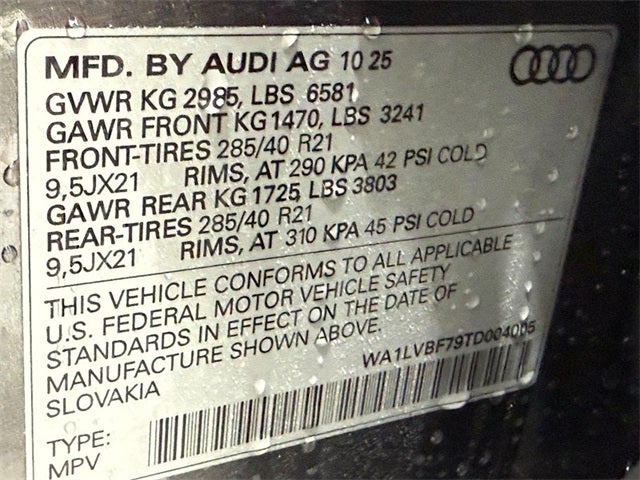 MFD. BY AUDI AG 10 25
GVWR KG 2985, LBS 6581
GAWR FRONT KG 1470, LBS 3241
FRONT-TIRES 285/40 R21
9,5JX21 RIMS, AT 290 KPA 42 PSI COLD
GAWR REAR KG 1725, LBS 3803
REAR-TIRES 285/40 R21
9,5JX21 RIMS, AT 310 KPA 45 PSI COLD
THIS VEHICLE CONFORMS TO ALL APPLICABLE
U.S. FEDERAL MOTOR VEHICLE SAFETY
STANDARDS IN EFFECT ON THE DATE OF
MANUFACTURE SHOWN ABOVE.
SLOVAKIA
WA1LVBF79TD004005
TYPE:
MPV